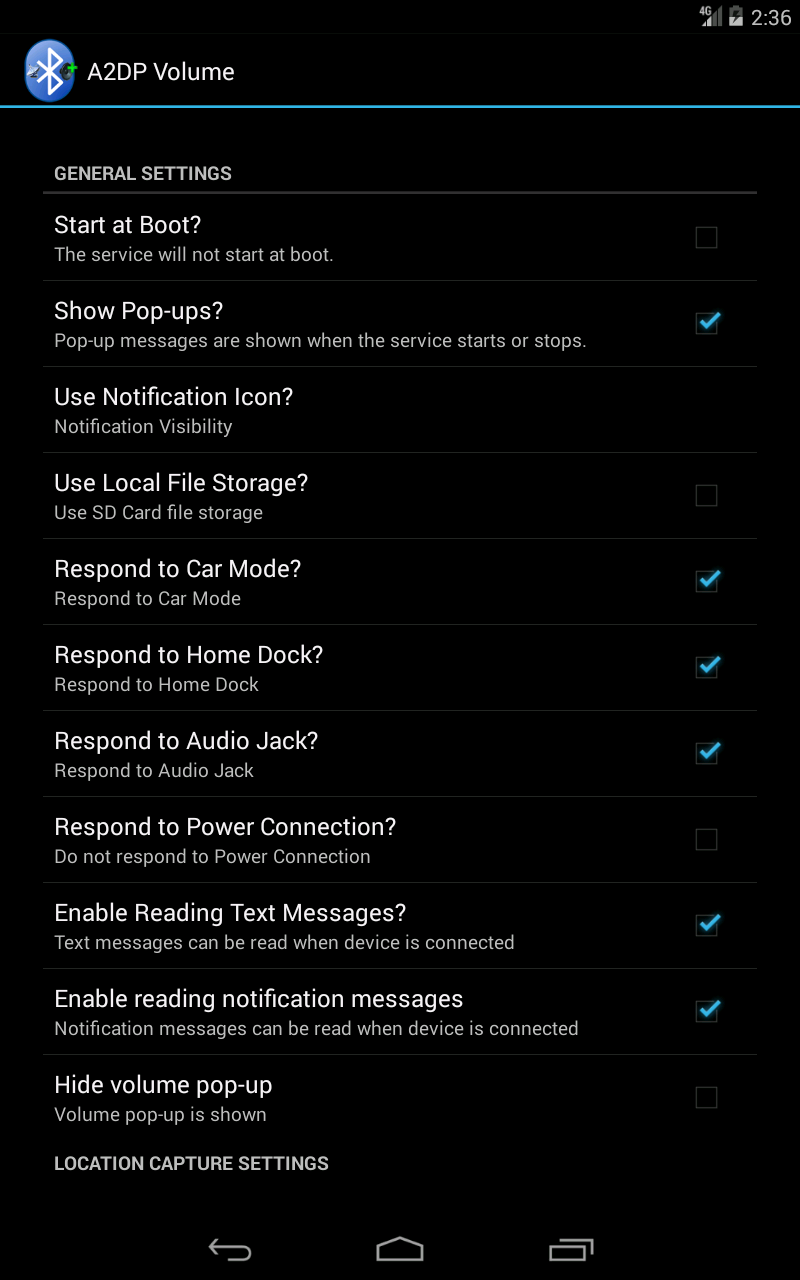 4G 2:36
A2DP Volume
GENERAL SETTINGS
Start at Boot?
The service will not start at boot.
Show Pop-ups?
Pop-up messages are shown when the service starts or stops.
Use Notification Icon?
Notification Visibility
Use Local File Storage?
Use SD Card file storage
Respond to Car Mode?
Respond to Car Mode
Respond to Home Dock?
Respond to Home Dock
Respond to Audio Jack?
Respond to Audio Jack
Respond to Power Connection?
Do not respond to Power Connection
Enable Reading Text Messages?
Text messages can be read when device is connected
Enable reading notification messages
Notification messages can be read when device is connected
Hide volume pop-up
Volume pop-up is shown
LOCATION CAPTURE SETTINGS